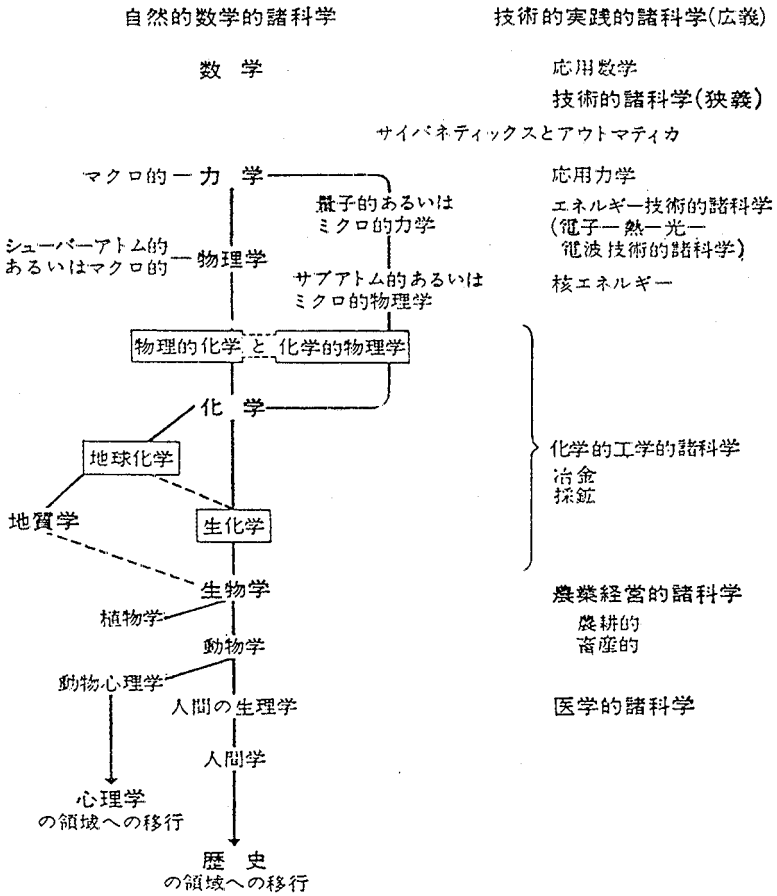 自然的数学的諸科学
技術的実践的諸科学(広義)
数 学
応用数学
技術的諸科学(狭義)
サイバネティックスとアウトマティカ
マクロ的
力 学
応用力学
量子的あるいは
ミクロ的力学
エネルギー技術的諸科学
(電子ー熱ー光ー
電波技術的諸科学)
シューパーアトム的
あるいはマクロ的
物理学
サブアトム的あるいは
ミクロ的物理学
核エネルギー
物理的化学
と
化学的物理学
化 学
地球化学
化学的工学的諸科学
冶金
採鉱
地質学
生化学
生物学
農業経営的諸科学
植物学
農耕的
畜産的
動物学
動物心理学
人間の生理学
医学的諸科学
人間学
心理学
の領域への移行
歴 史
の領域への移行